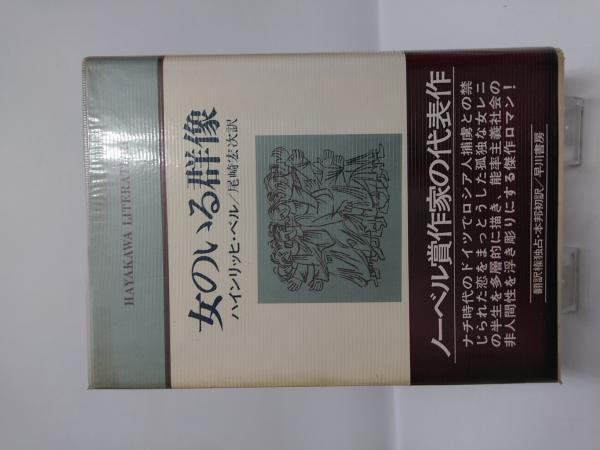 HAYAKAWA LITERATURE
女のいる群像
ハインリッヒ・ベル/尾崎宏次訳
ノーベル賞作家の代表作
ナチ時代のドイツでロシア人捕虜との禁
じられた恋をまっとうした孤独な女レニ
の半生を多層的に描き、能率主義社会の
非人間性を浮き彫りにする傑作ロマン!
翻訳権独占・本邦初訳/早川書房